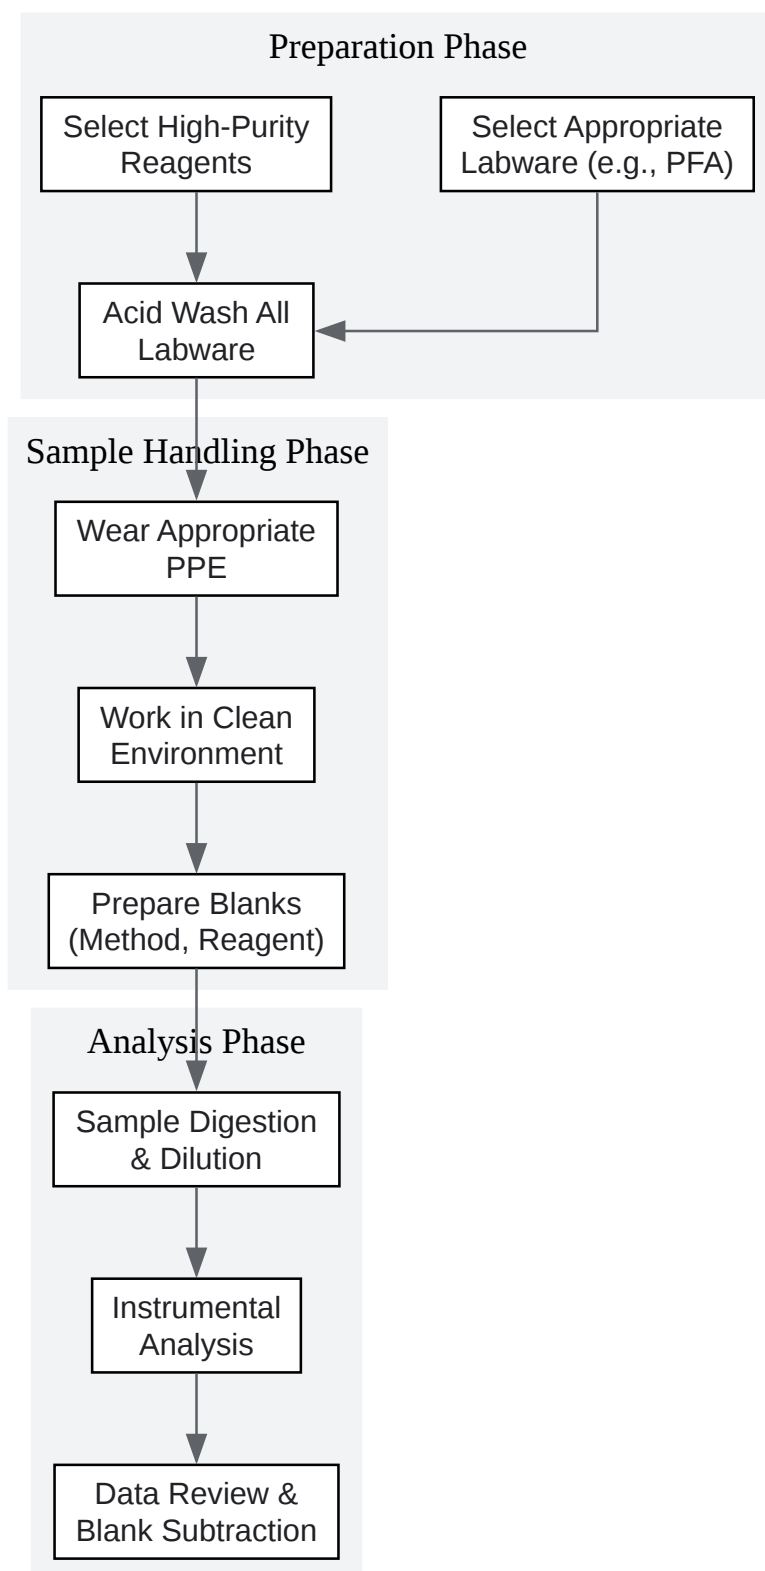 Preparation Phase
Select High-Purity
Reagents
Select Appropriate
Labware (e.g., PFA)
Acid Wash All
Labware
Sample Handling Phase
Wear Appropriate
PPE
Work in Clean
Environment
Prepare Blanks
(Method, Reagent)
Analysis Phase
Sample Digestion
& Dilution
Instrumental
Analysis
Data Review &
Blank Subtraction